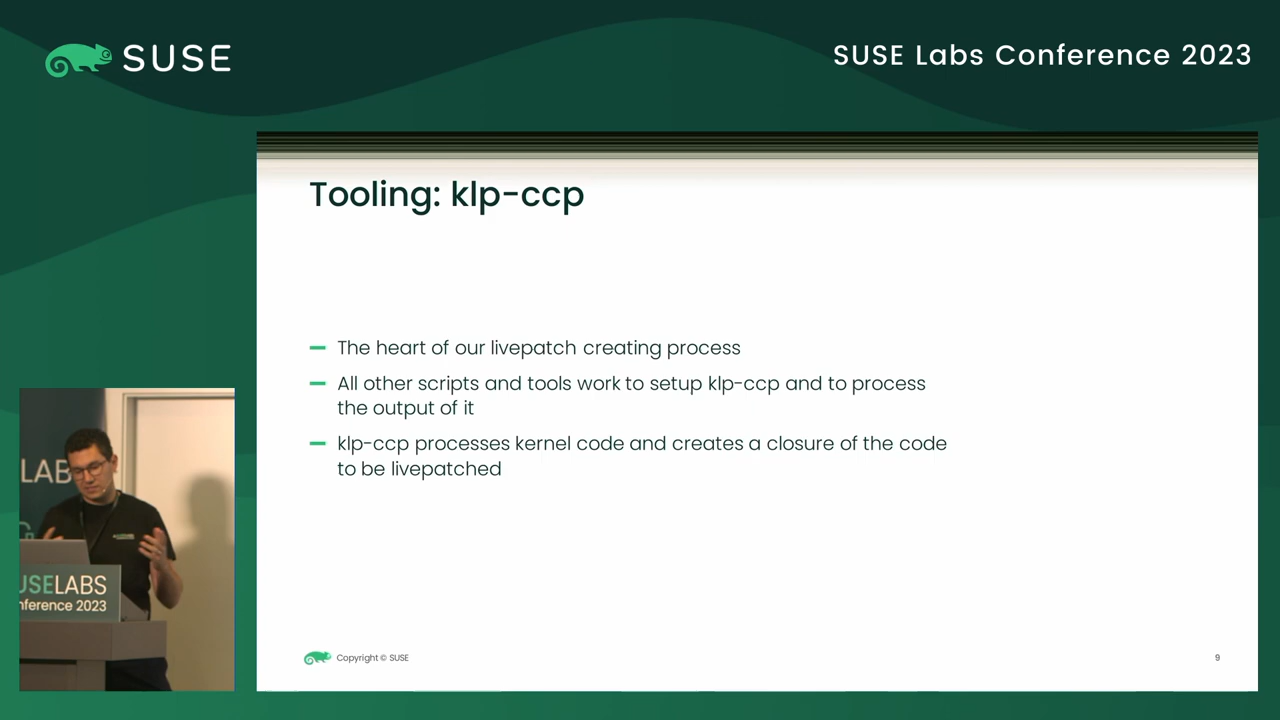 SUSE
SUSE Labs Conference 2023
Tooling: klp-ccp
The heart of our livepatch creating process
All other scripts and tools work to setup klp-ccp and to process
the output of it
klp-ccp processes kernel code and creates a closure of the code
to be livepatched
LAB
USELABS
nference 2023
Copyright © SUSE
9